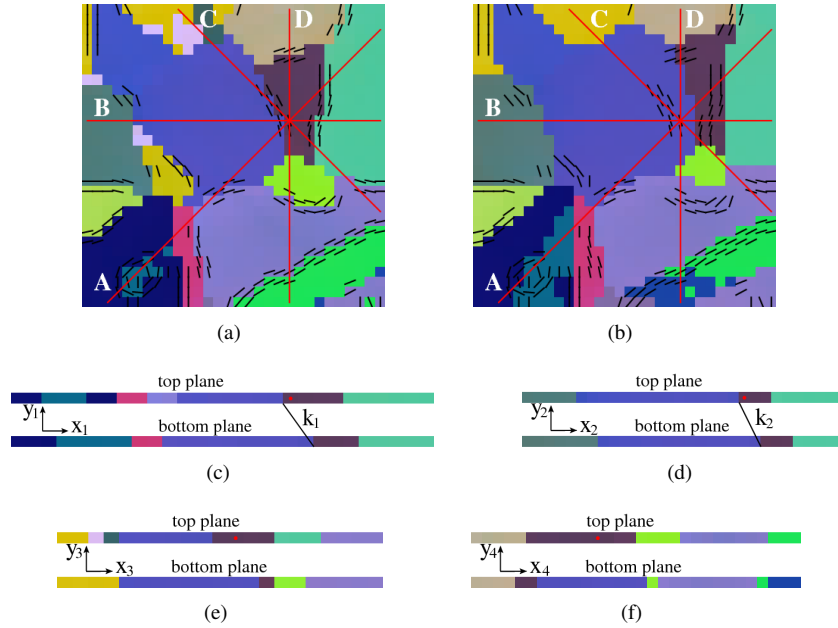 C D
B
A
(a)
C D
B
A
(b)
top plane
y1
x1
k1
bottom plane
(c)
top plane
y2
x2
k2
bottom plane
(d)
top plane
y3
x3
bottom plane
(e)
top plane
y4
x4
bottom plane
(f)